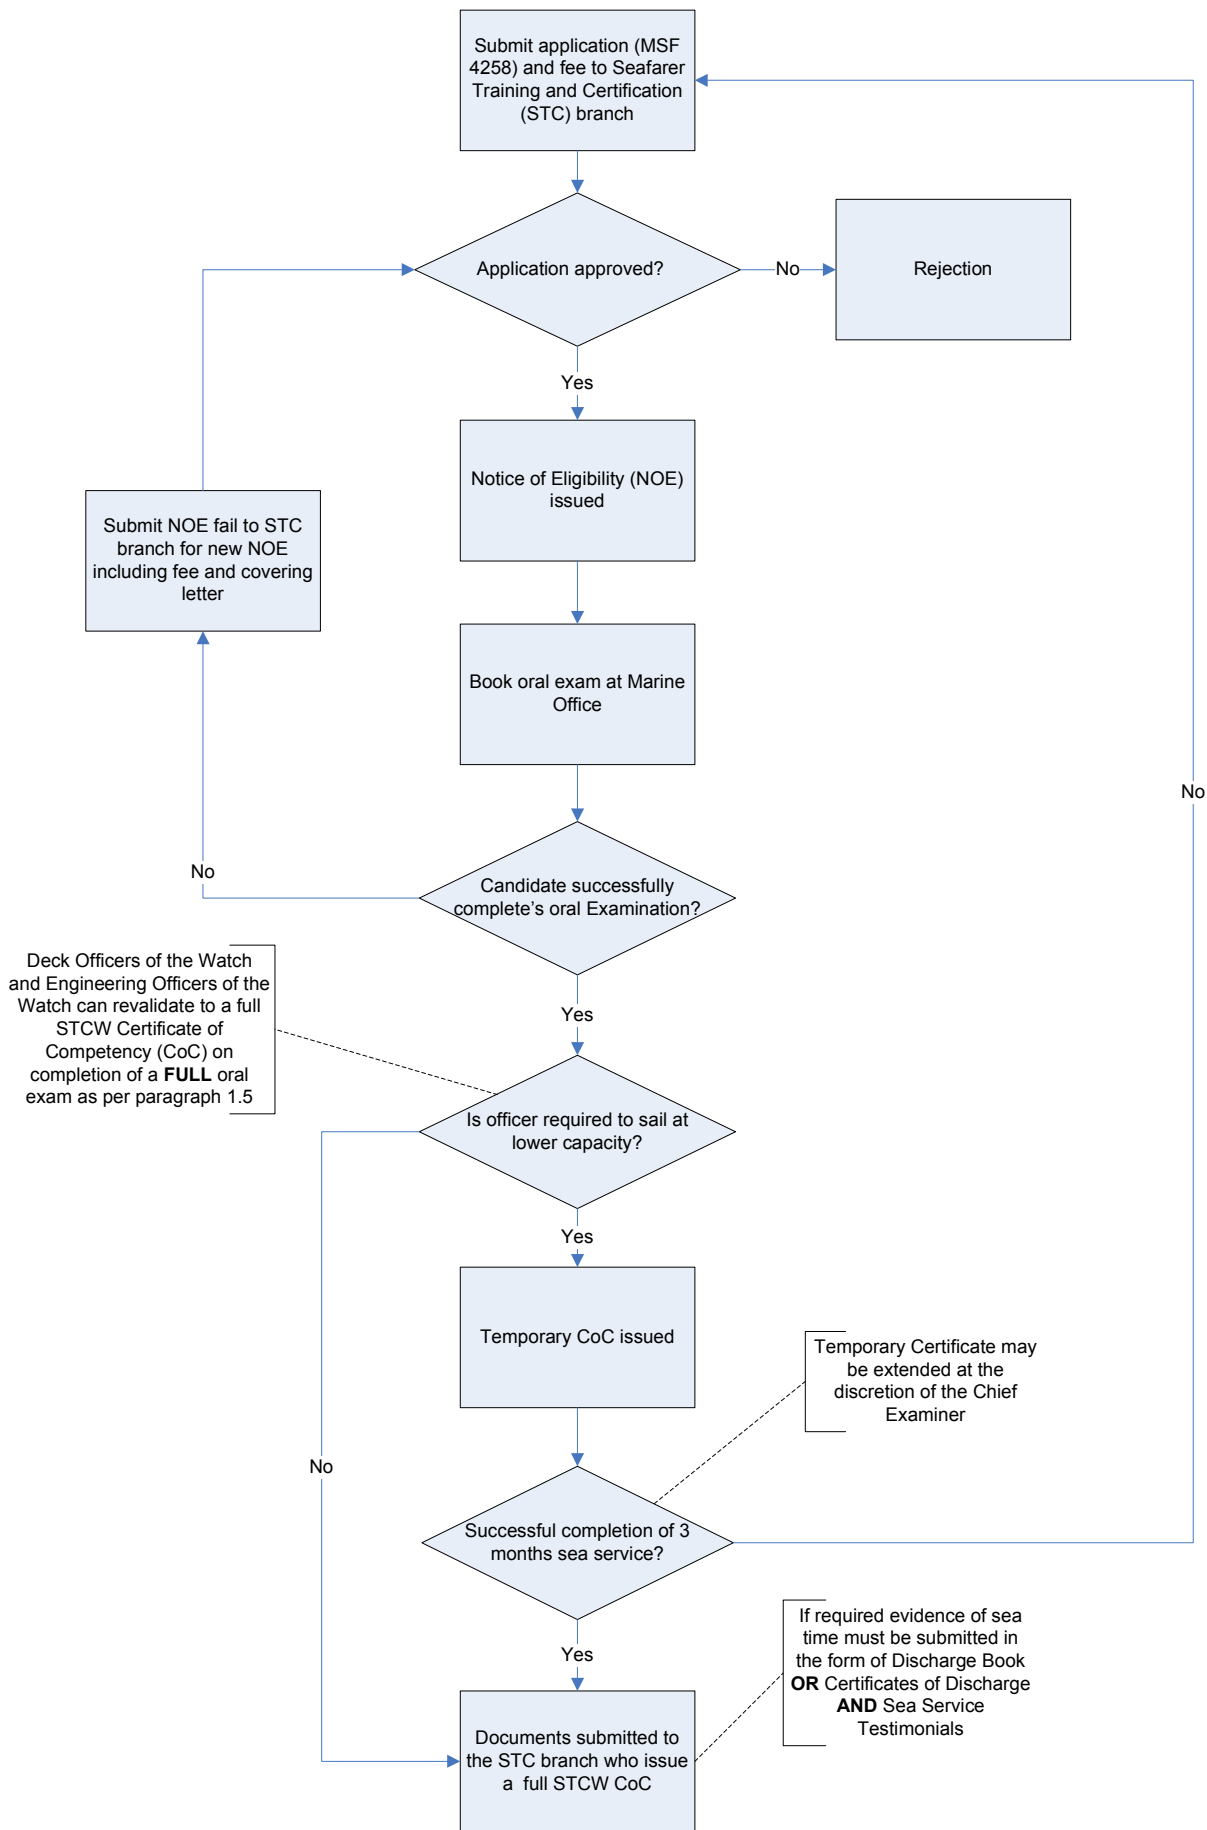 Submit application (MSF
4258) and fee to Seafarer
Training and Certification
(STC) branch
Application approved?
No
Rejection
Yes
Notice of Eligibility (NOE)
issued
Submit NOE fail to STC
branch for new NOE
including fee and covering
letter
Book oral exam at Marine
Office
No
No
Candidate successfully
complete’s oral Examination?
Deck Officers of the Watch
and Engineering Officers of the
Watch can revalidate to a full
STCW Certificate of
Competency (CoC) on
completion of a FULL oral
exam as per paragraph 1.5
Yes
Is officer required to sail at
lower capacity?
Yes
Temporary CoC issued
Temporary Certificate may
be extended at the
discretion of the Chief
Examiner
No
Successful completion of 3
months sea service?
Yes
If required evidence of sea
time must be submitted in
the form of Discharge Book
OR Certificates of Discharge
AND Sea Service
Testimonials
Documents submitted to
the STC branch who issue
a full STCW CoC